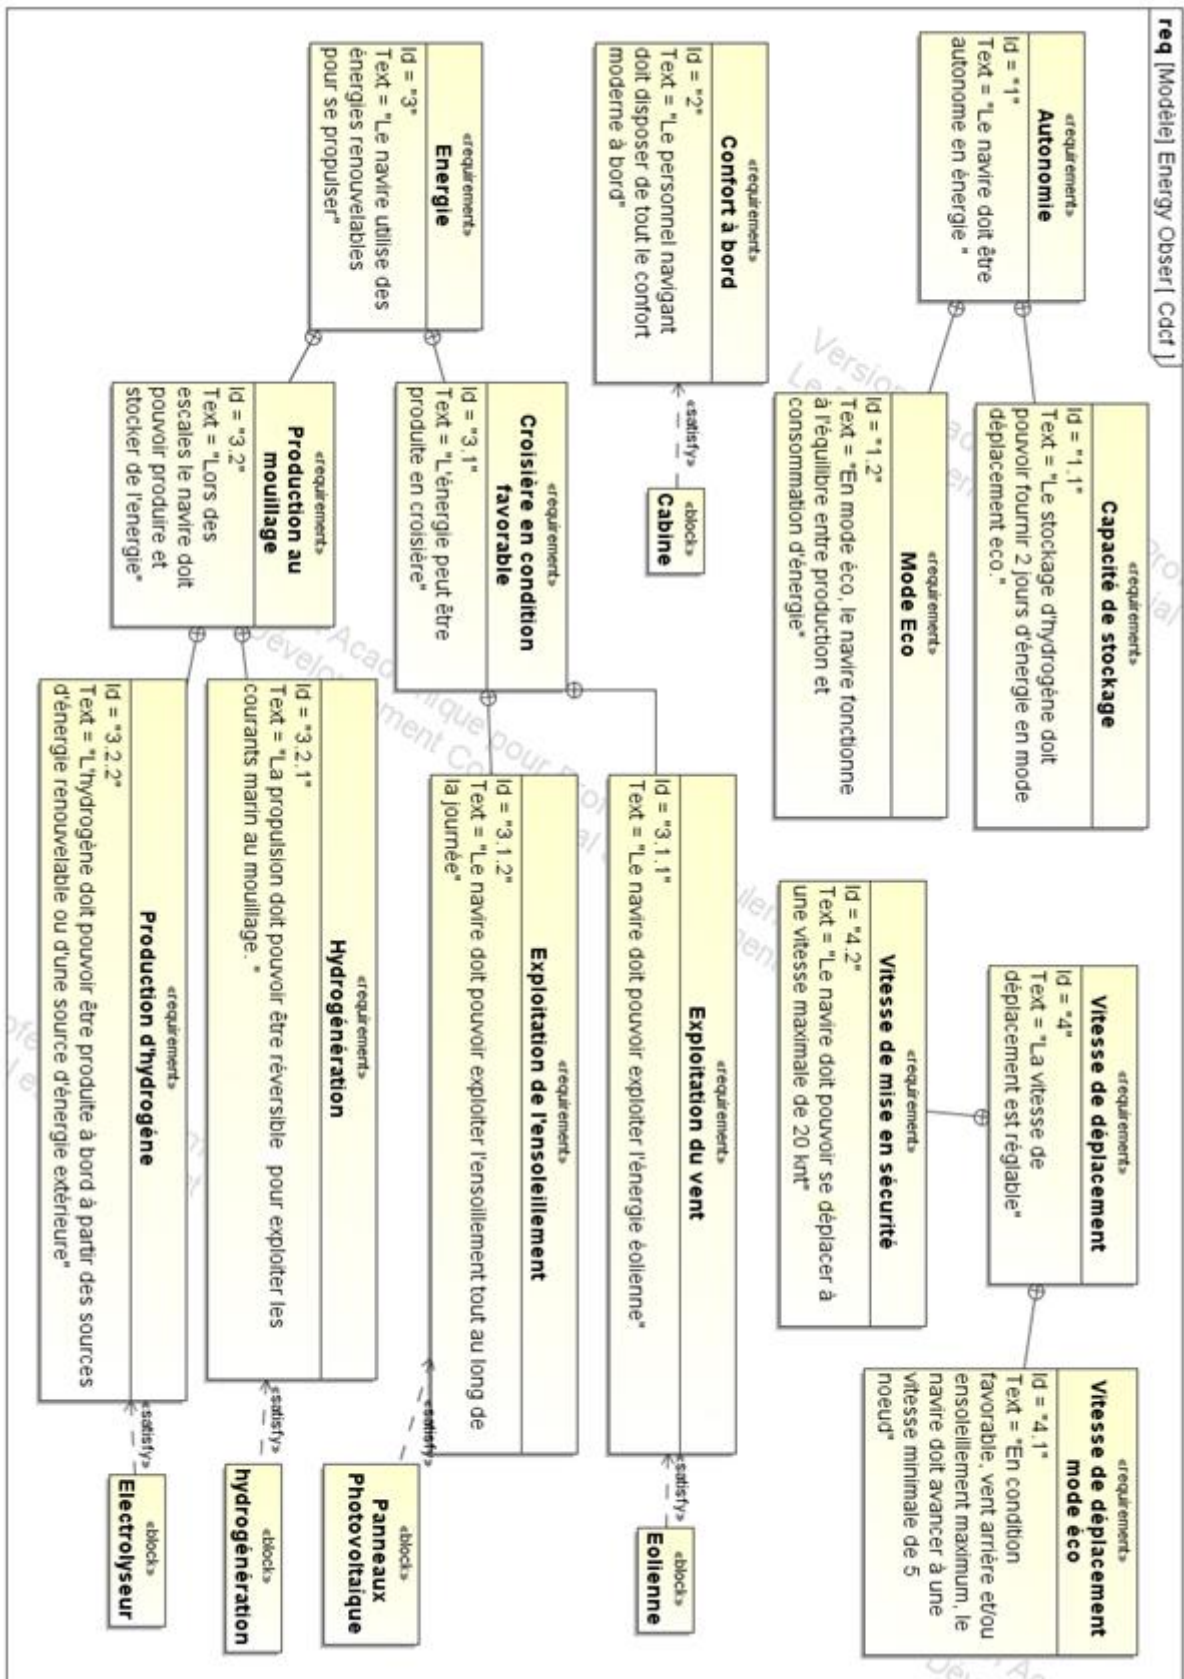 req [Modèle] Energy Obser[ Cdcf ]
«requirement»
Autonomie
Id = "1"
Text = "Le navire doit être
autonome en énergie "
«requirement»
Capacité de stockage
Id = "1.1"
Text = "Le stockage d'hydrogène doit
pouvoir fournir 2 jours d'énergie en mode
déplacement eco."
«requirement»
Mode Eco
Id = "1.2"
Text = "En mode éco, le navire fonctionne
à l'équilibre entre production et
consommation d'énergie"
«requirement»
Vitesse de déplacement
Id = "4"
Text = "La vitesse de
déplacement est réglable"
«requirement»
Vitesse de déplacement
mode éco
Id = "4.1"
Text = "En condition
favorable, vent arrière et/ou
ensoleillement maximum, le
navire doit avancer à une
vitesse minimale de 5
noeud"
«requirement»
Vitesse de mise en sécurité
Id = "4.2"
Text = "Le navire doit pouvoir se déplacer à
une vitesse maximale de 20 knt"
«requirement»
Confort à bord
Id = "2"
Text = "Le personnel navigant
doit disposer de tout le confort
moderne à bord"
«satisfy»
«block»
Cabine
«requirement»
Energie
Id = "3"
Text = "Le navire utilise des
énergies renouvelables
pour se propulser"
«requirement»
Croisière en condition
favorable
Id = "3.1"
Text = "L'énergie peut être
produite en croisière"
«requirement»
Exploitation du vent
Id = "3.1.1"
Text = "Le navire doit pouvoir exploiter l'énergie éolienne"
«satisfy»
«block»
Eolienne
«requirement»
Exploitation de l'ensoleillement
Id = "3.1.2"
Text = "Le navire doit pouvoir exploiter l'ensoillement tout au long de
la journée"
«satisfy»
«block»
Panneaux
Photovoltaique
«requirement»
Production au
mouillage
Id = "3.2"
Text = "Lors des
escales le navire doit
pouvoir produire et
stocker de l'energie"
«requirement»
Hydrogénération
Id = "3.2.1"
Text = "La propulsion doit pouvoir être réversible  pour exploiter les
courants marin au mouillage. "
«satisfy»
«block»
hydrogénération
«requirement»
Production d'hydrogéne
Id = "3.2.2"
Text = "L'hydrogène doit pouvoir être produite à bord à partir des sources
d'énergie renouvelable ou d'une source d'énergie extérieure"
«satisfy»
«block»
Electrolyseur